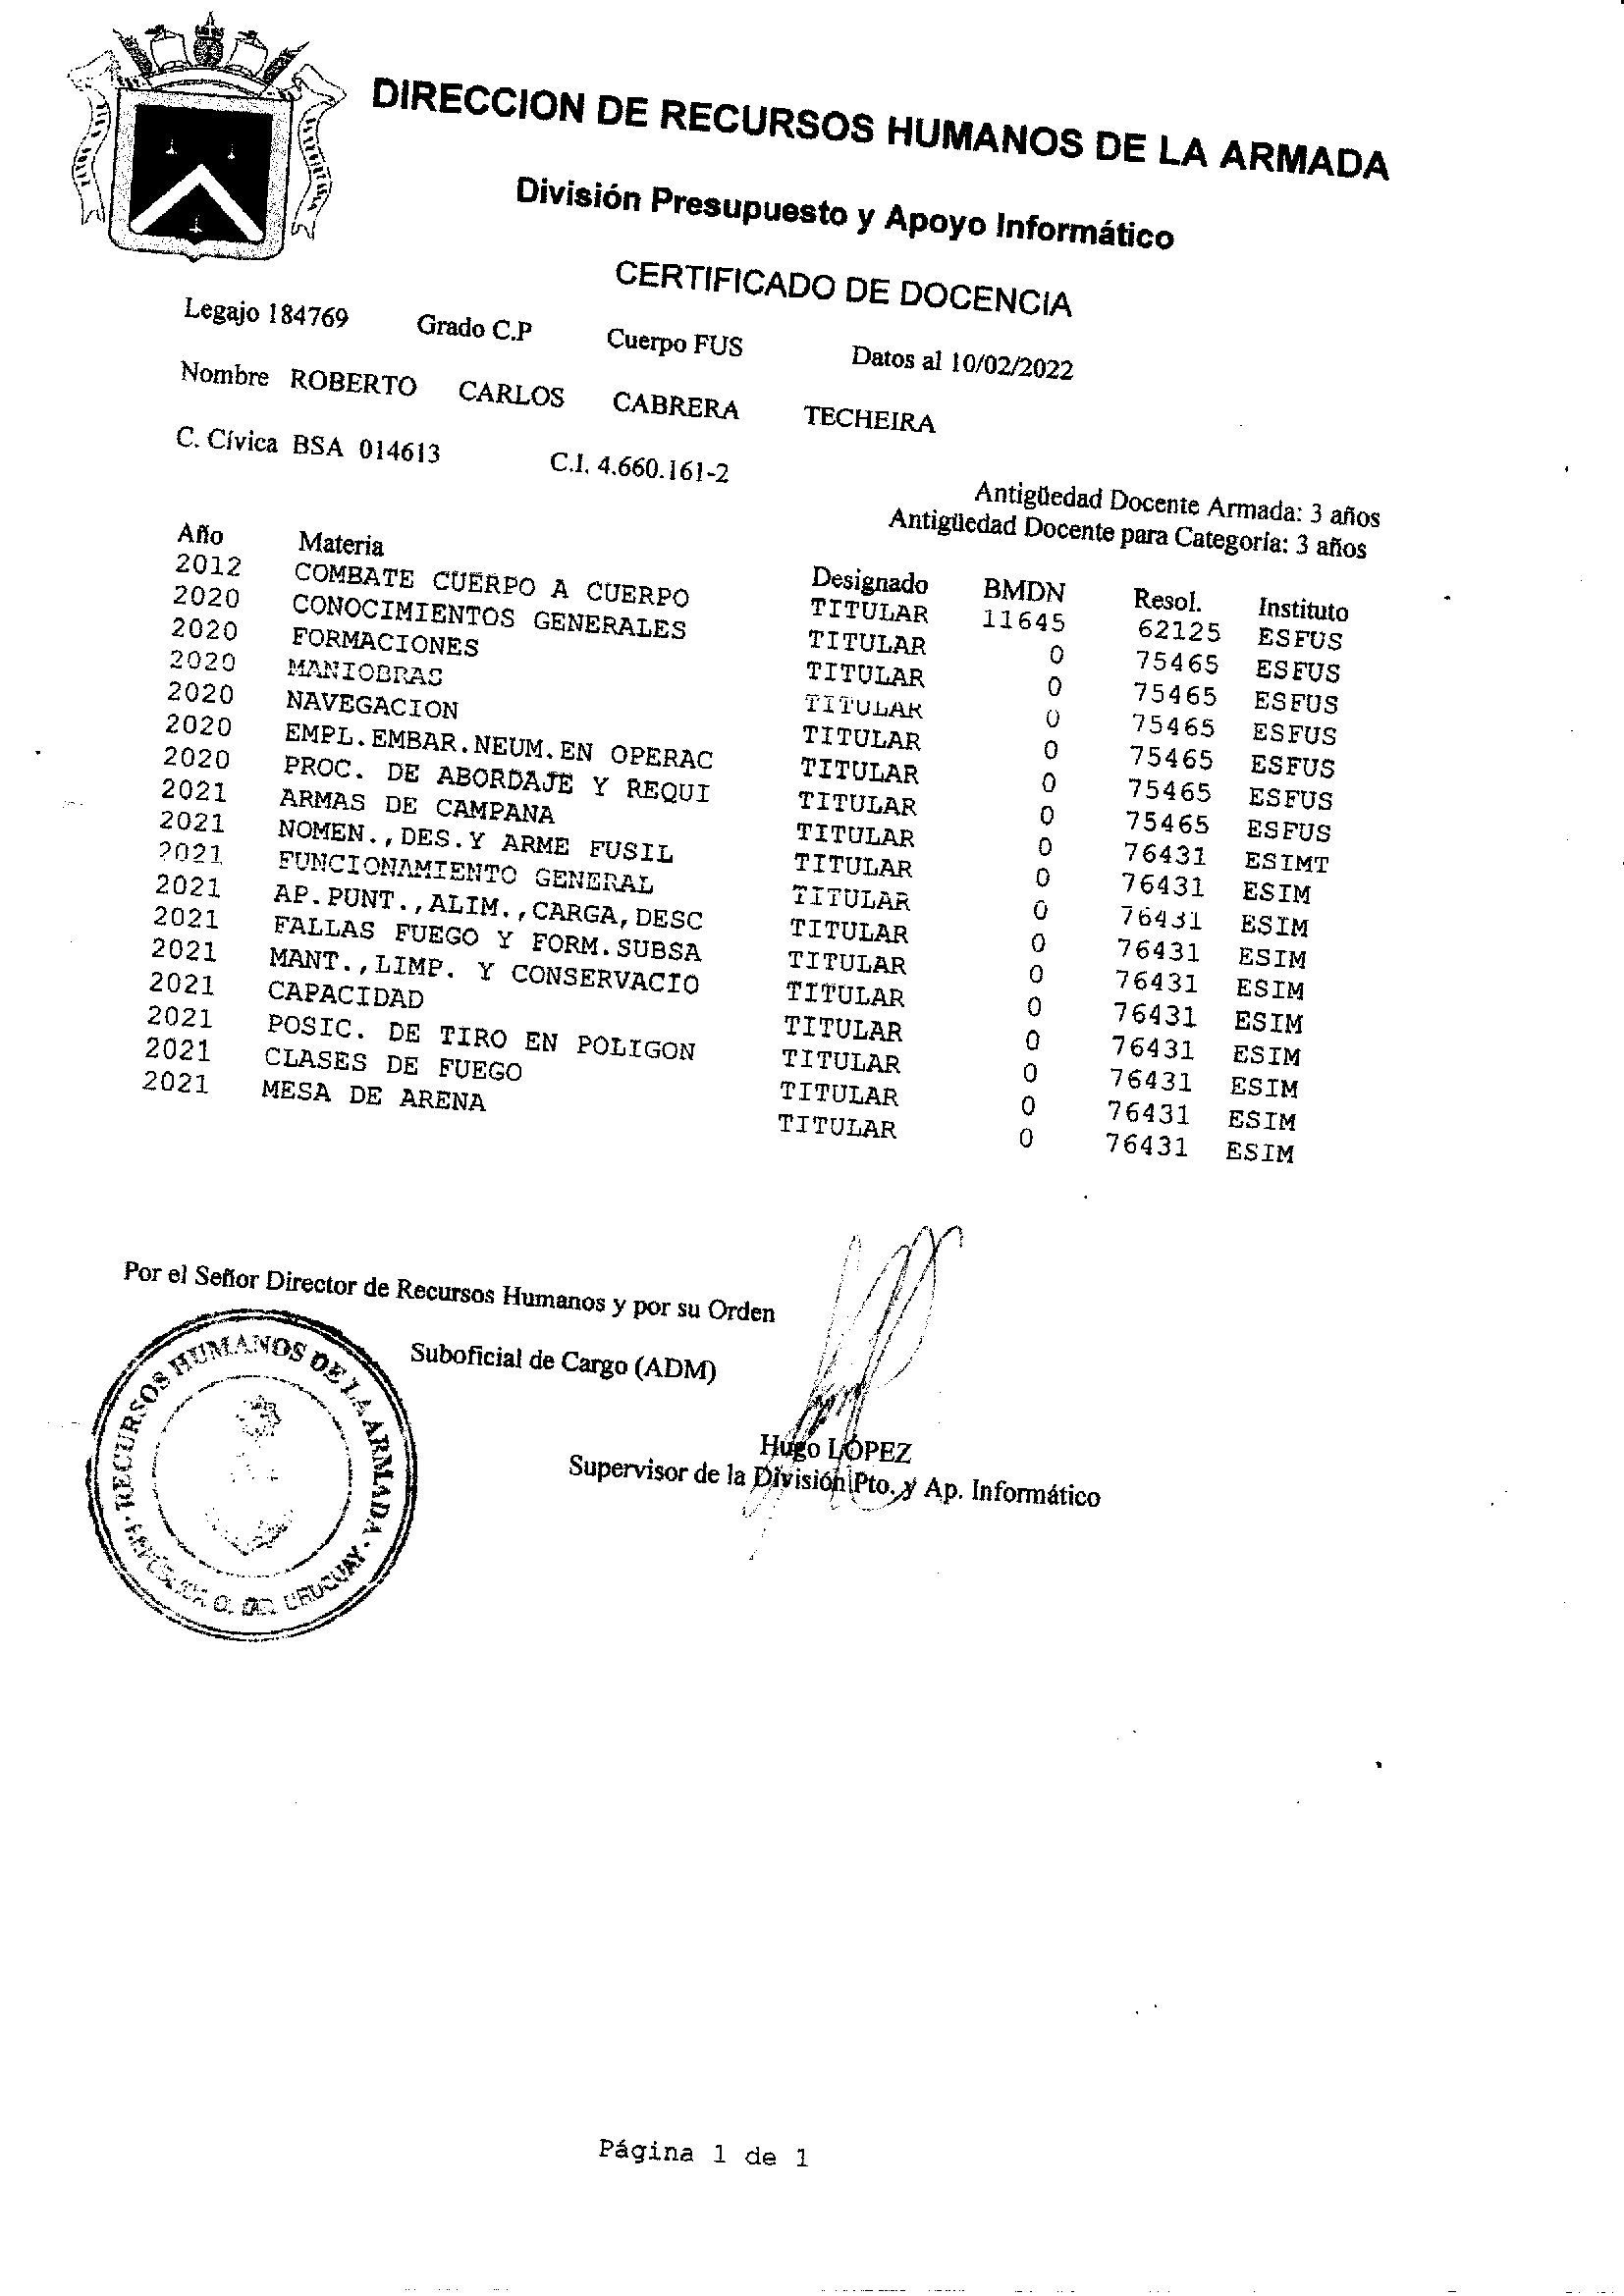 DIRECCION DE RECURSOS HUMANOS DE LA ARMADA
División Presupuesto y Apoyo Informático
CERTIFICADO DE DOCENCIA
Legajo 184769 Grado C.P Cuerpo FUS Datos al 10/02/2022
Nombre ROBERTO CARLOS CABRERA TECHEIRA
C. Cívica BSA 014613 C.I. 4.660.161-2
Antigüedad Docente Armada: 3 años
Antigüedad Docente para Categoría: 3 años
Año Materia Designado BMDN Resol. Instituto
2012 COMBATE CUERPO A CUERPO TITULAR 11645 62125 ESFUS
2020 CONOCIMIENTOS GENERALES TITULAR 0 75465 ESFUS
2020 FORMACIONES TITULAR 0 75465 ESFUS
2020 MANIOBRAS TITULAR 0 75465 ESFUS
2020 NAVEGACION TITULAR 0 75465 ESFUS
2020 EMPL.EMBAR.NEUM.EN OPERAC TITULAR 0 75465 ESFUS
2020 PROC. DE ABORDAJE Y REQUI TITULAR 0 75465 ESFUS
2021 ARMAS DE CAMPANA TITULAR 0 76431 ESIMT
2021 NOMEN.,DES.Y ARME FUSIL TITULAR 0 76431 ESIM
2021 FUNCIONAMIENTO GENERAL TITULAR 0 76431 ESIM
2021 AP.PUNT.,ALIM.,CARGA,DESC TITULAR 0 76431 ESIM
2021 FALLAS FUEGO Y FORM.SUBSA TITULAR 0 76431 ESIM
2021 MANT.,LIMP. Y CONSERVACIO TITULAR 0 76431 ESIM
2021 CAPACIDAD TITULAR 0 76431 ESIM
2021 POSIC. DE TIRO EN POLIGON TITULAR 0 76431 ESIM
2021 CLASES DE FUEGO TITULAR 0 76431 ESIM
2021 MESA DE ARENA TITULAR 0 76431 ESIM
Por el Señor Director de Recursos Humanos y por su Orden
Suboficial de Cargo (ADM)
Hugo LÓPEZ
Supervisor de la División Pto. y Ap. Informático
RECURSOS HUMANOS DE LA ARMADA
O. DEL URUGUAY
Página 1 de 1